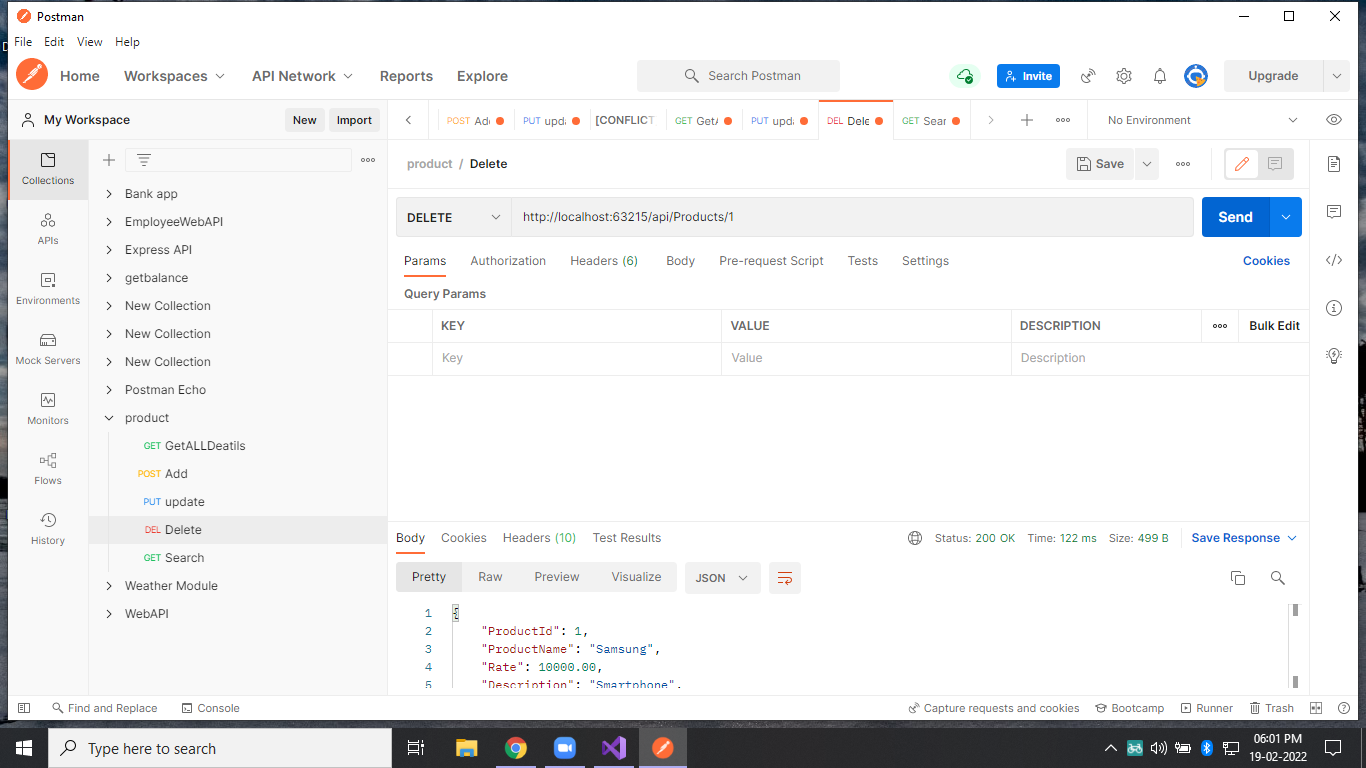 Postman
File Edit View Help
Home Workspaces API Network Reports Explore Search Postman Invite Upgrade
My Workspace New Import
POST Ad PUT upd [CONFLICT GET Get DEL Dele GET Sear No Environment
PUT upd
product / Delete Save
Collections
APIs
Environments
Mock Servers
Monitors
Flows
History
Bank app
EmployeeWebAPI
Express API
getbalance
New Collection
New Collection
New Collection
Postman Echo
product
GET GetALLDeatils
POST Add
PUT update
DEL Delete
GET Search
Weather Module
WebAPI
DELETE http://localhost:63215/api/Products/1 Send
Params Authorization Headers (6) Body Pre-request Script Tests Settings Cookies
Query Params
KEY VALUE DESCRIPTION Bulk Edit
Key Value Description
Body Cookies Headers (10) Test Results Status: 200 OK Time: 122 ms Size: 499 B Save Response
Pretty Raw Preview Visualize JSON
1 {
2 "ProductId": 1,
3 "ProductName": "Samsung",
4 "Rate": 10000.00,
5 "Description": "Smartphone",
Find and Replace Console Capture requests and cookies Bootcamp Runner Trash
Type here to search 06:01 PM
19-02-2022